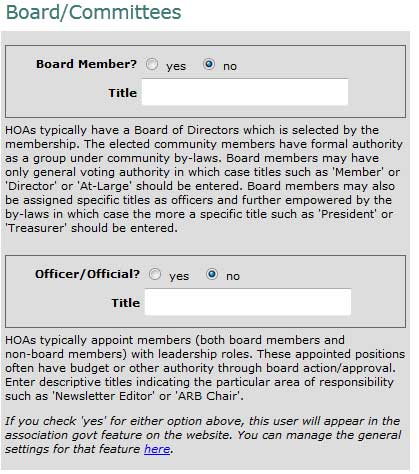 Board/Committees
Board Member? yes no
Title
HOAs typically have a Board of Directors which is selected by the
membership. The elected community members have formal authority
as a group under community by-laws. Board members may have
only general voting authority in which case titles such as 'Member' or
'Director' or 'At-Large' should be entered. Board members may also
be assigned specific titles as officers and further empowered by the
by-laws in which case the more a specific title such as 'President' or
'Treasurer' should be entered.
Officer/Official? yes no
Title
HOAs typically appoint members (both board members and
non-board members) with leadership roles. These appointed positions
often have budget or other authority through board action/approval.
Enter descriptive titles indicating the particular area of responsibility
such as 'Newsletter Editor' or 'ARB Chair'.
If you check 'yes' for either option above, this user will appear in the
association govt feature on the website. You can manage the general
settings for that feature here.